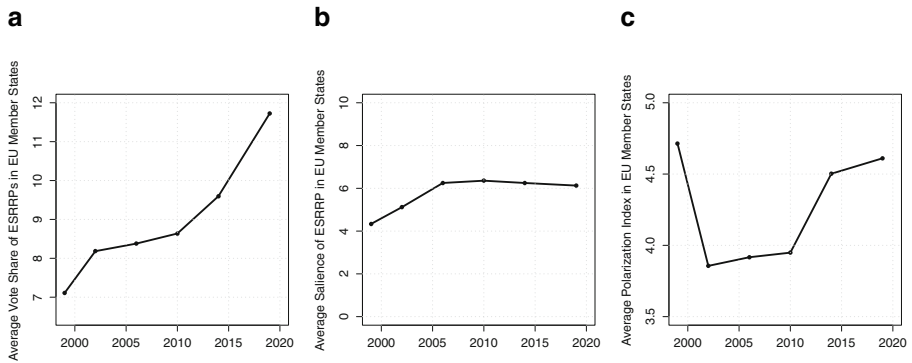 a
Average Vote Share of ESRRPs in EU Member States
12
11
10
9
8
7
2000 2005 2010 2015 2020
b
Average Salience of ESRRP in EU Member States
10
8
6
4
2
0
2000 2005 2010 2015 2020
c
Average Polarization Index in EU Member States
5.0
4.5
4.0
3.5
2000 2005 2010 2015 2020